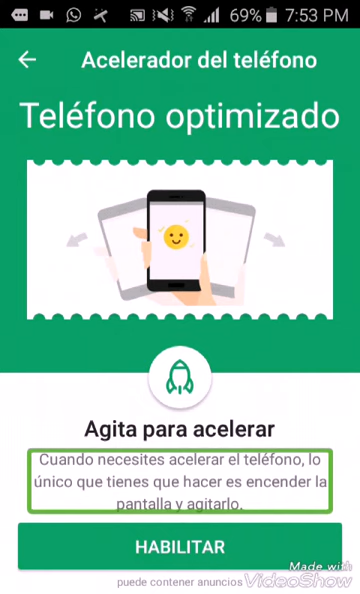 69% 7:53 PM
Acelerador del teléfono
Teléfono optimizado
Agita para acelerar
Cuando necesites acelerar el teléfono, lo
único que tienes que hacer es encender la
pantalla y agitarlo.
HABILITAR
puede contener anuncios
Made with
VideoShow